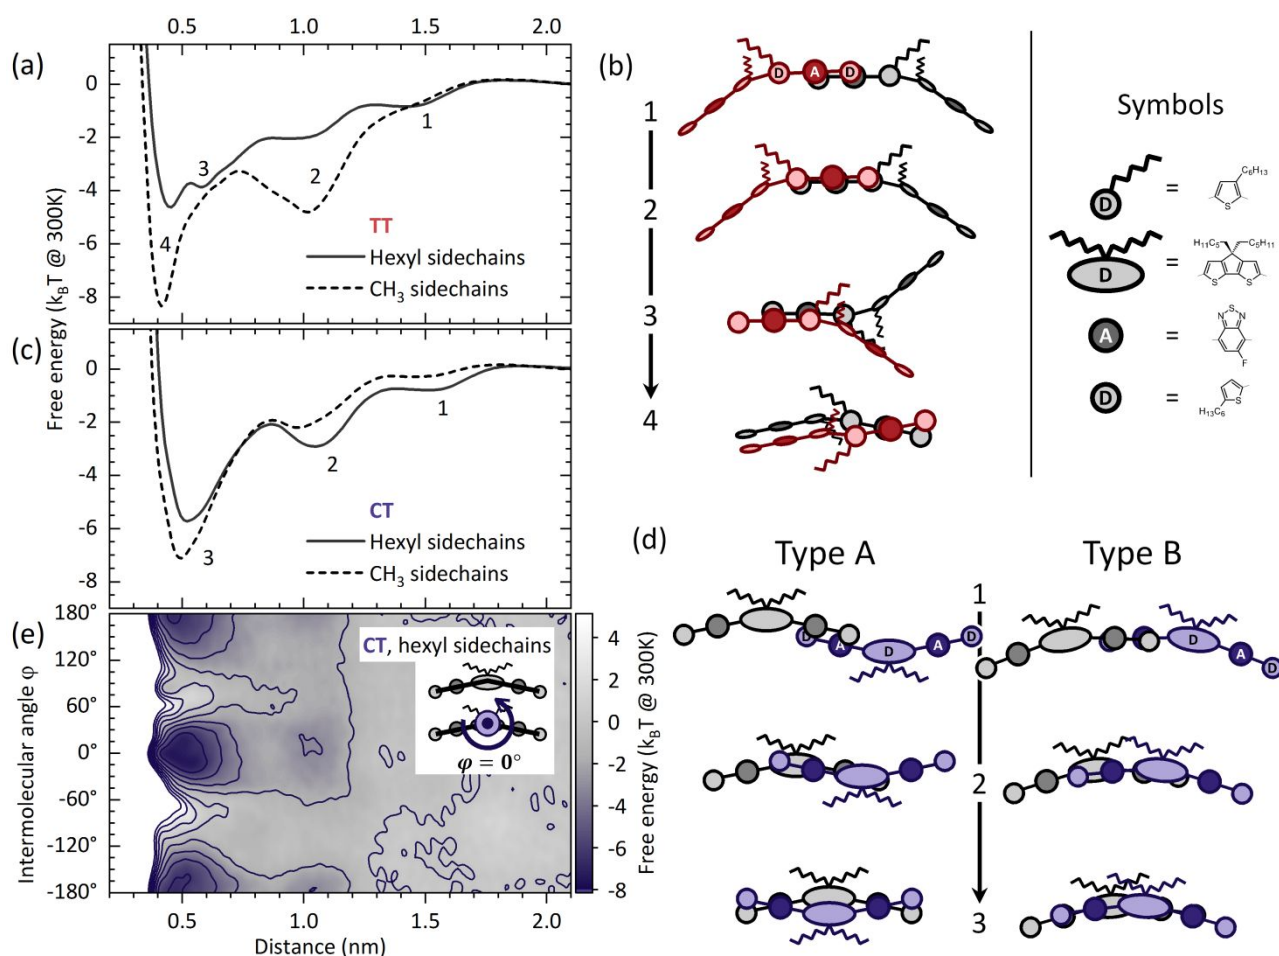 0.5 1.0 1.5 2.0
(a)
0
-2
-4
-6
-8
1
2
3
4
TT
Hexyl sidechains
CH₃ sidechains
Free energy (k_BT @ 300K)
(c)
0
-2
-4
-6
-8
1
2
3
CT
Hexyl sidechains
CH₃ sidechains
(e)
180°
120°
60°
0°
-60°
-120°
-180°
Intermolecular angle φ
CT, hexyl sidechains
φ = 0°
0.5 1.0 1.5 2.0
Distance (nm)
4
2
0
-2
-4
-6
-8
Free energy (k_BT @ 300K)
(b)
D A D
1
2
3
4
Symbols
D = C₆H₁₃ S
D = H₁₁C₅ C₅H₁₁ S S
A = N S N F
D = S H₁₃C₆
(d)
Type A Type B
1
D A D A D
D A D
2
3